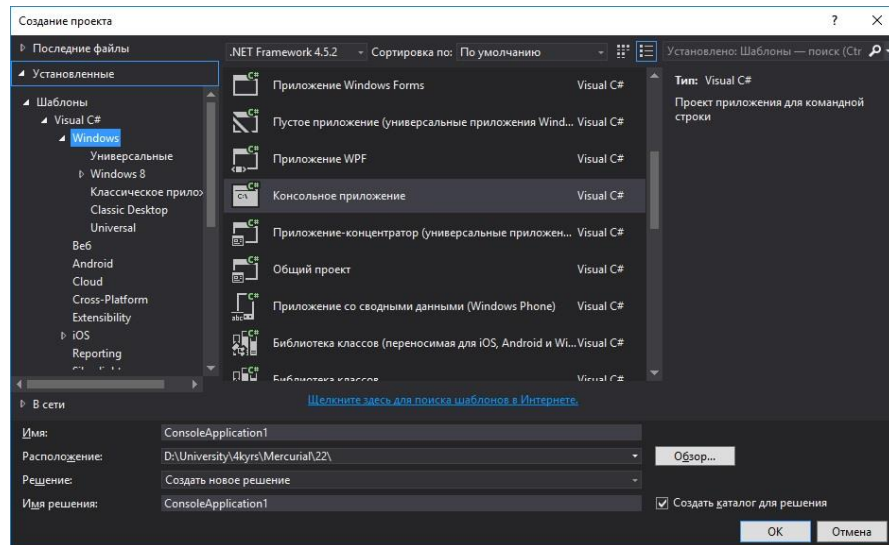 Создание проекта
? X
Последние файлы
Установленные
Шаблоны
Visual C#
Windows
Универсальные
Windows 8
Классическое прилож
Classic Desktop
Universal
Веб
Android
Cloud
Cross-Platform
Extensibility
iOS
Reporting
В сети
.NET Framework 4.5.2 Сортировка по: По умолчанию
Приложение Windows Forms Visual C#
Пустое приложение (универсальные приложения Wind... Visual C#
Приложение WPF Visual C#
Консольное приложение Visual C#
Приложение-концентратор (универсальные приложен... Visual C#
Общий проект Visual C#
Приложение со сводными данными (Windows Phone) Visual C#
Библиотека классов (переносимая для iOS, Android и Wi... Visual C#
Библиотека классов Visual C#
Щелкните здесь для поиска шаблонов в Интернете.
Установлено: Шаблоны — поиск (Ctr
Тип: Visual C#
Проект приложения для командной
строки
Имя: ConsoleApplication1
Расположение: D:\University\4kyrs\Mercurial\22\ Обзор...
Решение: Создать новое решение
Имя решения: ConsoleApplication1 Создать каталог для решения
OK Отмена